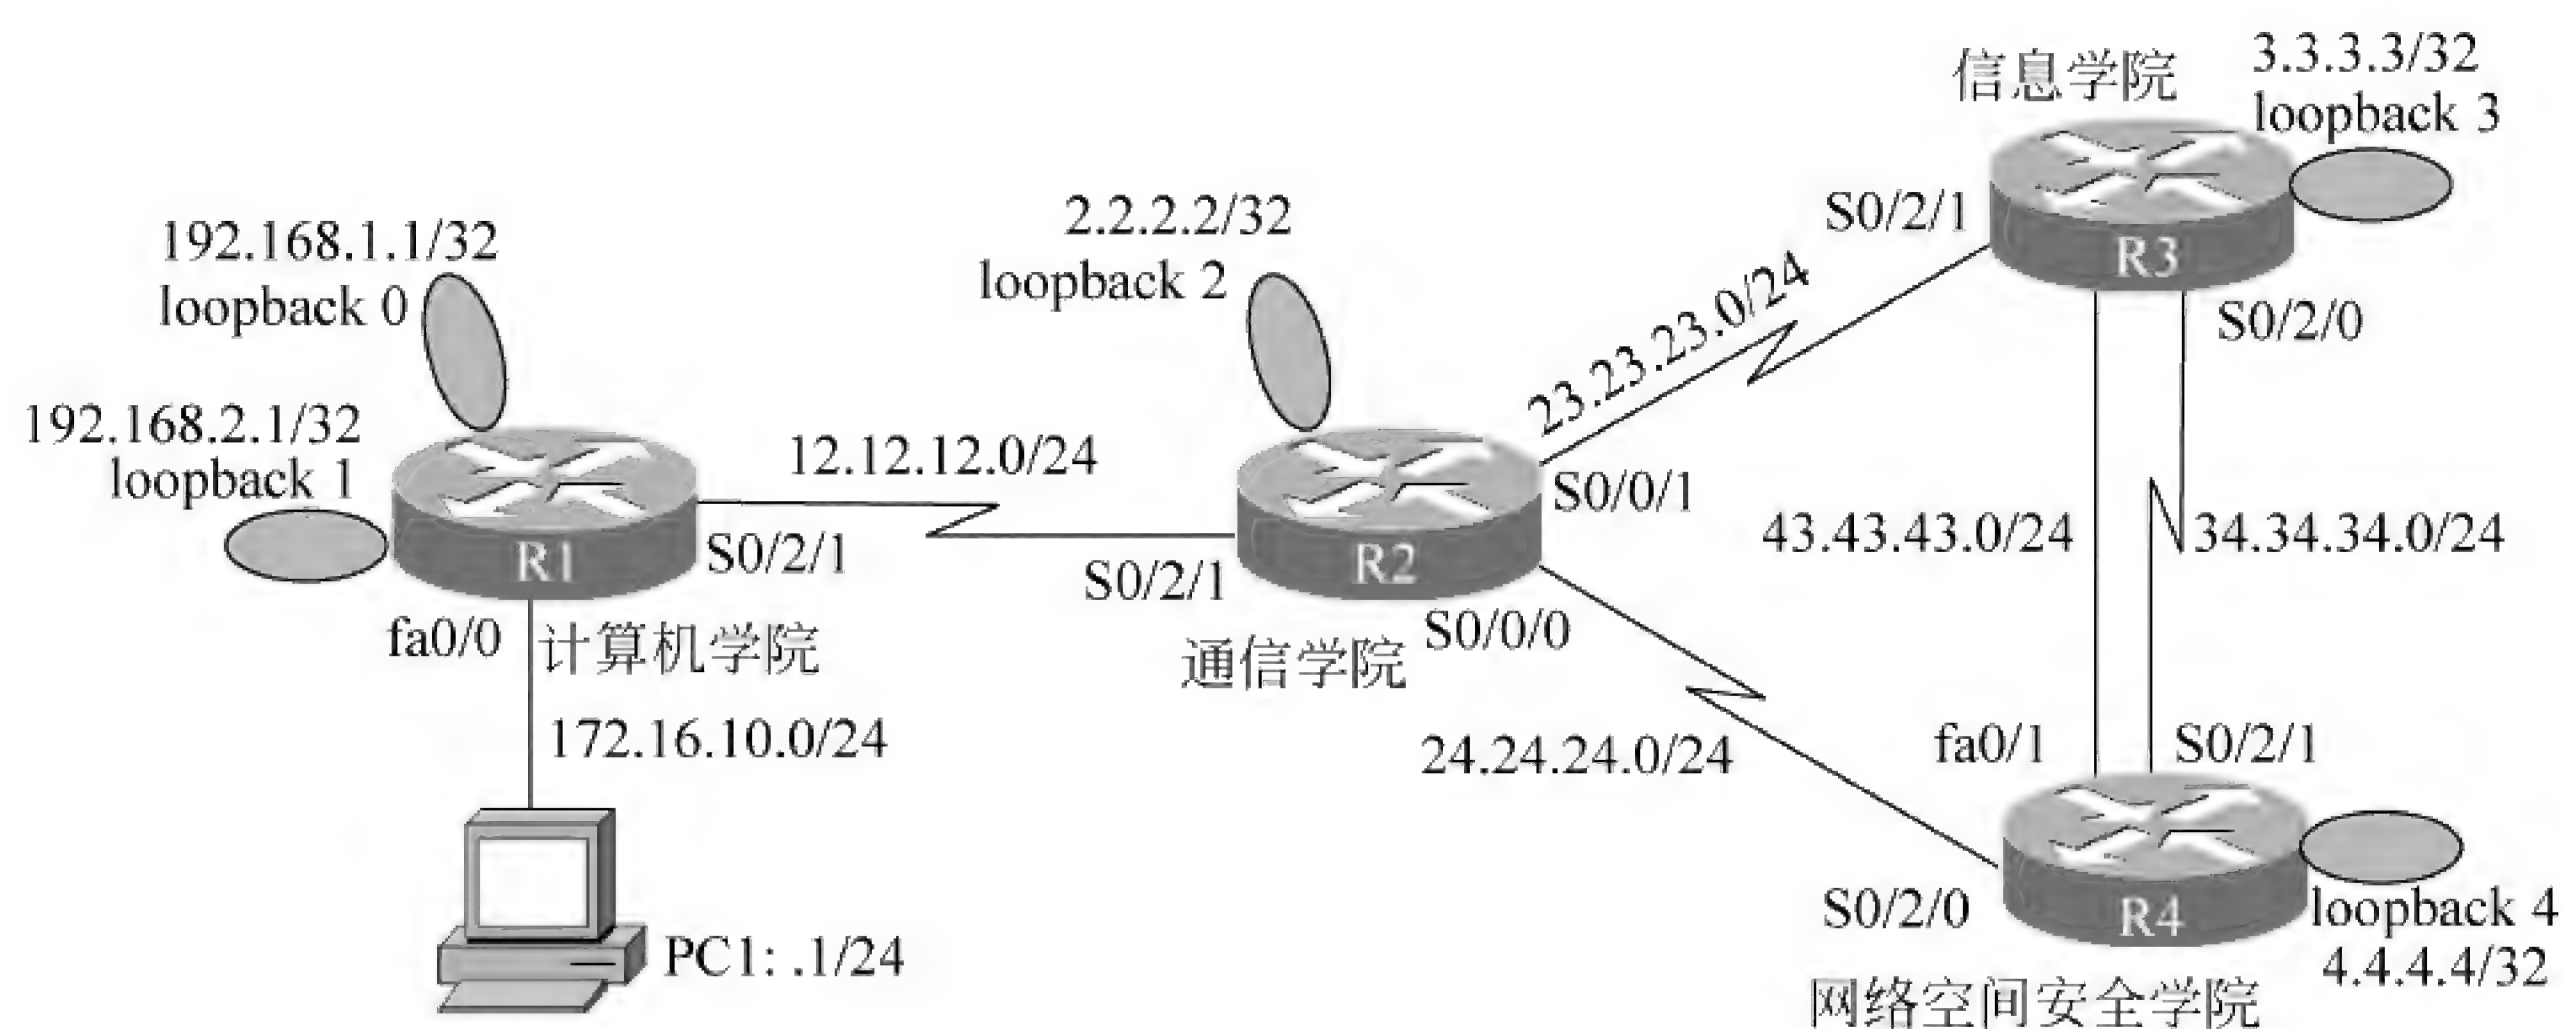 信息学院
3.3.3.3/32
loopback 3
S0/2/1
R3
S0/2/0
192.168.1.1/32
loopback 0
2.2.2.2/32
loopback 2
23.23.23.0/24
192.168.2.1/32
loopback 1
12.12.12.0/24
R1
S0/2/1
S0/2/1
R2
S0/0/1
43.43.43.0/24
34.34.34.0/24
fa0/0
计算机学院
通信学院
S0/0/0
172.16.10.0/24
24.24.24.0/24
fa0/1
S0/2/1
PC1: .1/24
S0/2/0
R4
loopback 4
4.4.4.4/32
网络空间安全学院